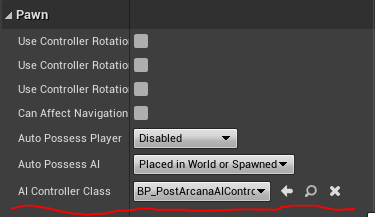 Pawn
Use Controller Rotatio
Use Controller Rotatio
Use Controller Rotatio
Can Affect Navigation
Auto Possess Player Disabled
Auto Possess AI Placed in World or Spawned
AI Controller Class BP_PostArcanaAIContro